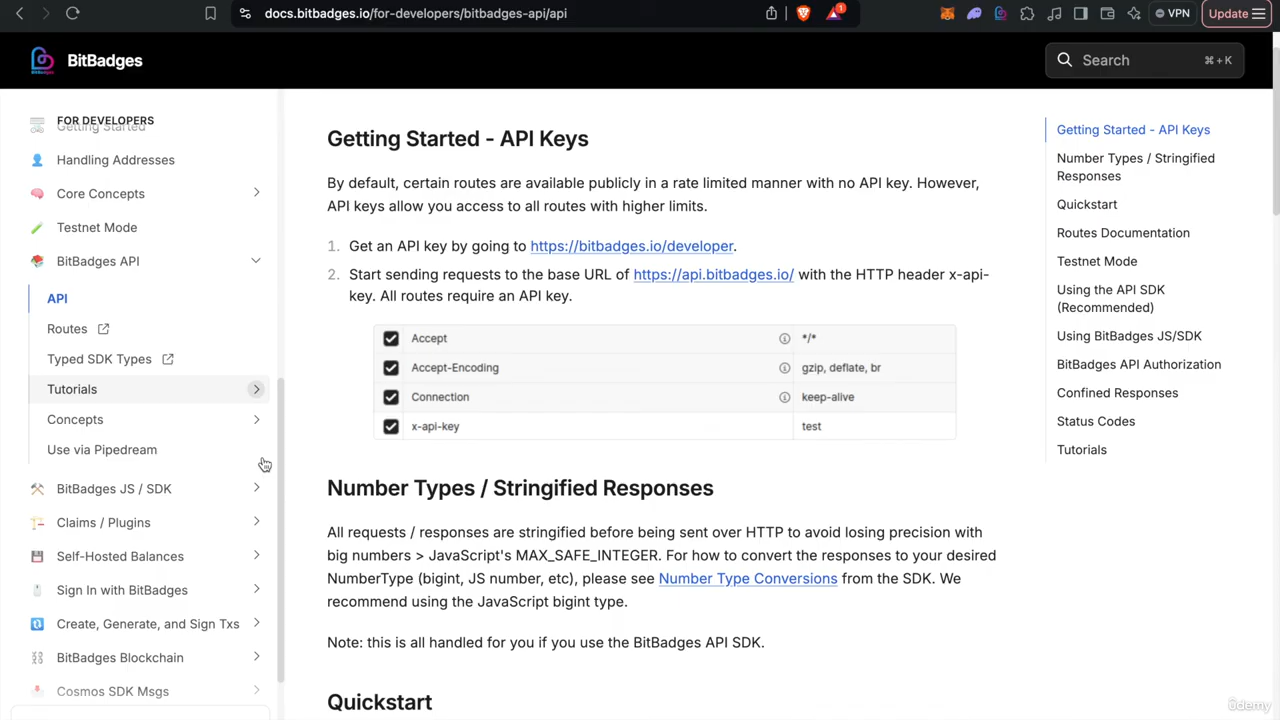 docs.bitbadges.io/for-developers/bitbadges-api/api
1
VPN
Update
BitBadges
Search
⌘+K
FOR DEVELOPERS
Getting Started
Handling Addresses
Core Concepts
Testnet Mode
BitBadges API
API
Routes
Typed SDK Types
Tutorials
Concepts
Use via Pipedream
BitBadges JS / SDK
Claims / Plugins
Self-Hosted Balances
Sign In with BitBadges
Create, Generate, and Sign Txs
BitBadges Blockchain
Cosmos SDK Msgs
Getting Started - API Keys
By default, certain routes are available publicly in a rate limited manner with no API key. However,
API keys allow you access to all routes with higher limits.
1. Get an API key by going to https://bitbadges.io/developer.
2. Start sending requests to the base URL of https://api.bitbadges.io/ with the HTTP header x-api-
key. All routes require an API key.
Accept */*
Accept-Encoding gzip, deflate, br
Connection keep-alive
x-api-key test
Number Types / Stringified Responses
All requests / responses are stringified before being sent over HTTP to avoid losing precision with
big numbers > JavaScript's MAX_SAFE_INTEGER. For how to convert the responses to your desired
NumberType (bigint, JS number, etc), please see Number Type Conversions from the SDK. We
recommend using the JavaScript bigint type.
Note: this is all handled for you if you use the BitBadges API SDK.
Quickstart
Getting Started - API Keys
Number Types / Stringified
Responses
Quickstart
Routes Documentation
Testnet Mode
Using the API SDK
(Recommended)
Using BitBadges JS/SDK
BitBadges API Authorization
Confined Responses
Status Codes
Tutorials
ûdemy